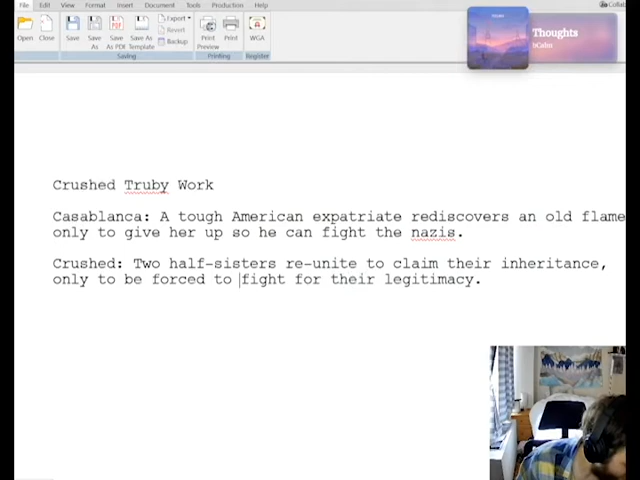 File Edit View Format Elements Document Tools Production Help
Collab
Open Close Save Save As Save As PDF Save As Template Export Revert Backup Print Preview Print WGA
Saving Printing Register
Thoughts
hCalm
Crushed Truby Work
Casablanca: A tough American expatriate rediscovers an old flame
only to give her up so he can fight the nazis.
Crushed: Two half-sisters re-unite to claim their inheritance,
only to be forced to fight for their legitimacy.